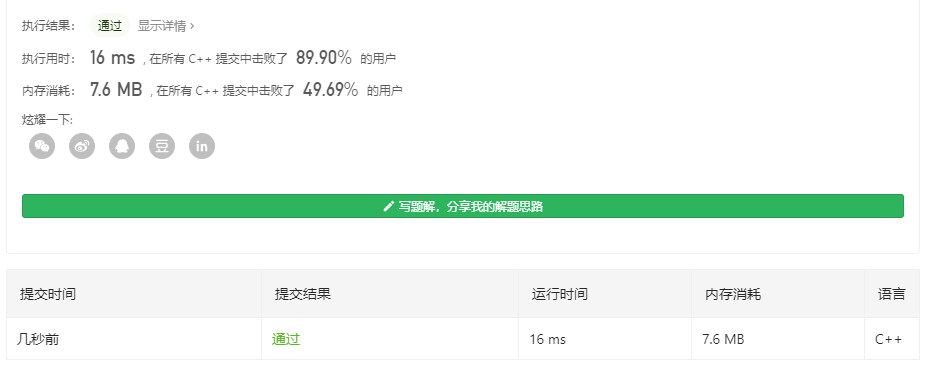 执行结果： 通过 显示详情 ›
执行用时： 16 ms , 在所有 C++ 提交中击败了 89.90% 的用户
内存消耗： 7.6 MB , 在所有 C++ 提交中击败了 49.69% 的用户
炫耀一下:
豆 in
写题解，分享我的解题思路
提交时间 提交结果 运行时间 内存消耗 语言
几秒前 通过 16 ms 7.6 MB C++